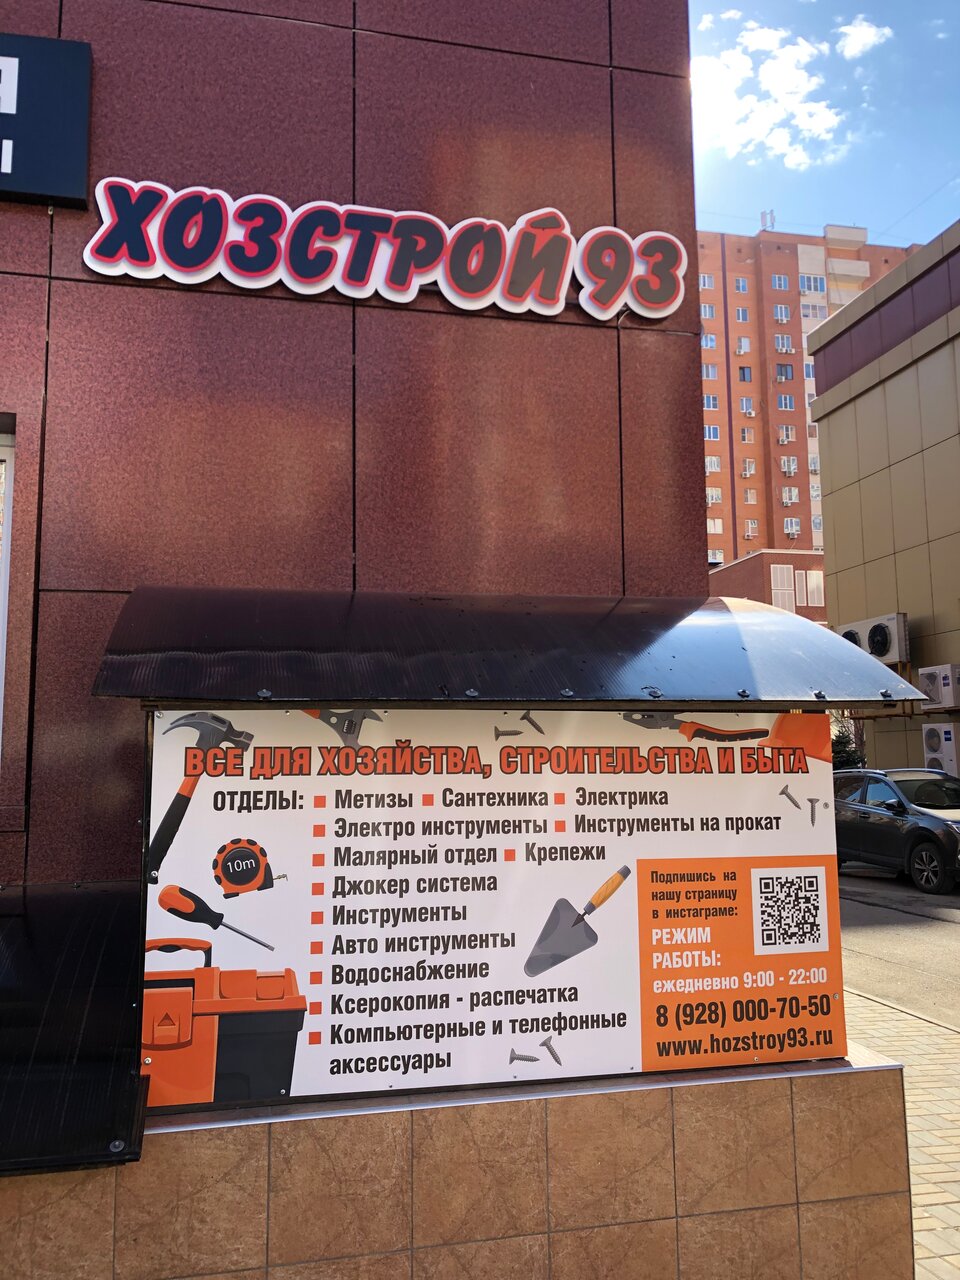 ХОЗСТРОЙ 93
ВСЕ ДЛЯ ХОЗЯЙСТВА, СТРОИТЕЛЬСТВА И БЫТА
ОТДЕЛЫ: ■ Метизы ■ Сантехника ■ Электрика
■ Электро инструменты ■ Инструменты на прокат
■ Малярный отдел ■ Крепежи
■ Джокер система
■ Инструменты
■ Авто инструменты
■ Водоснабжение
■ Ксерокопия - распечатка
■ Компьютерные и телефонные
аксессуары
10m
Подпишись на
нашу страницу
в инстаграме:
РЕЖИМ
РАБОТЫ:
ежедневно 9:00 - 22:00
8 (928) 000-70-50
www.hozstroy93.ru